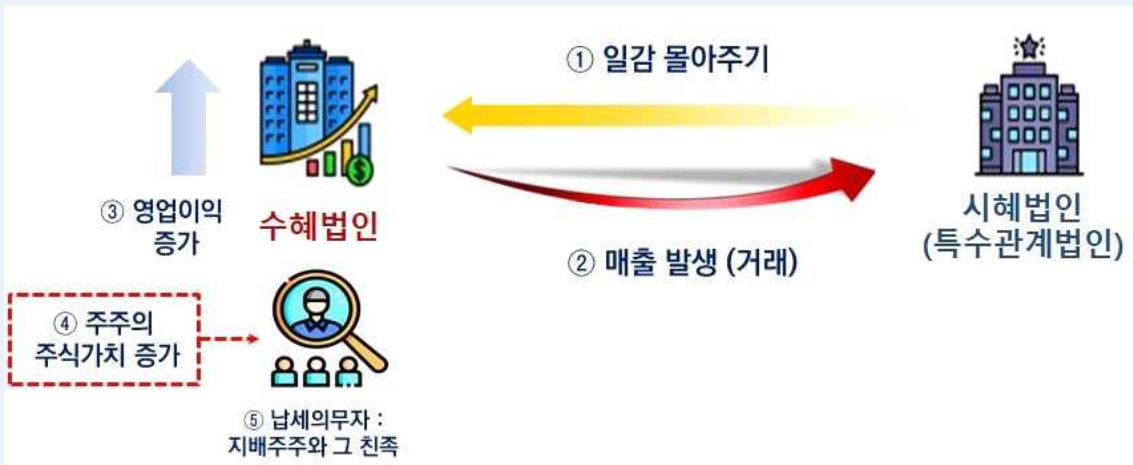 ① 일감 몰아주기
③ 영업이익
증가
수혜법인
② 매출 발생 (거래)
시혜법인
(특수관계법인)
④ 주주의
주식가치 증가
⑤ 납세의무자 :
지배주주와 그 친족